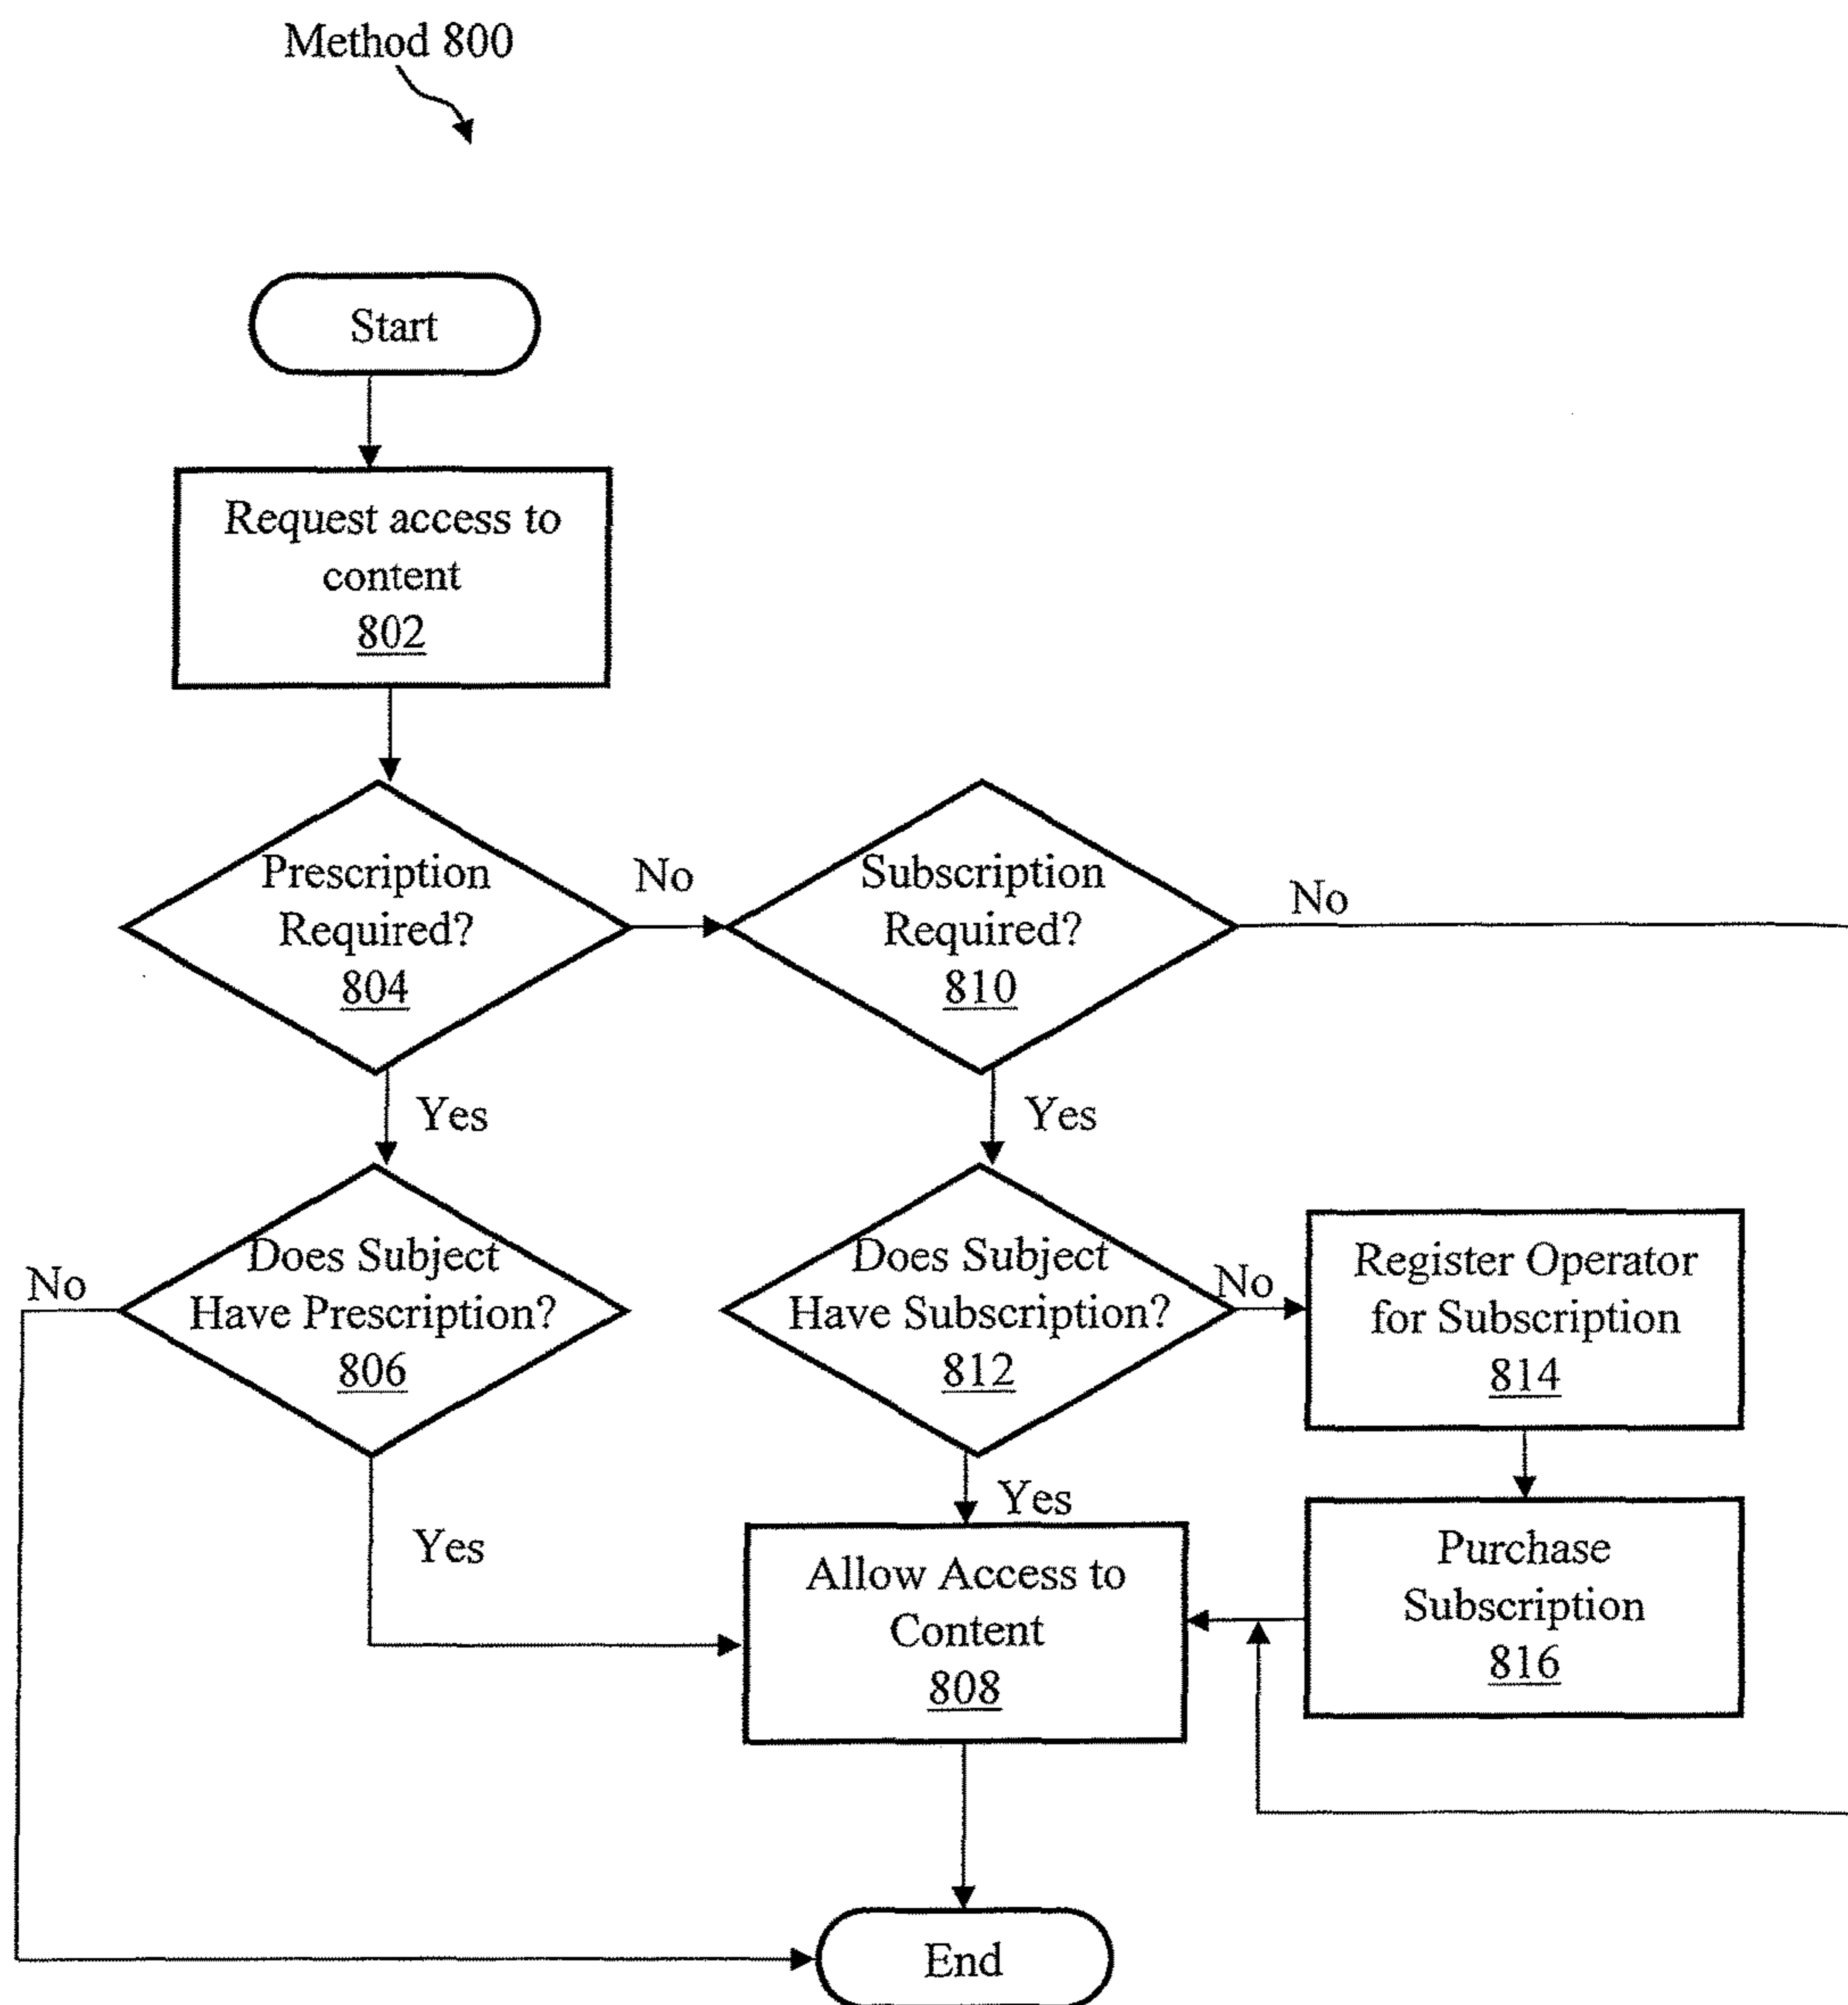 Method 800
Start
Request access to
content
802
Prescription
Required?
804
No
Subscription
Required?
810
No
Yes
Yes
Does Subject
Have Prescription?
806
No
Does Subject
Have Subscription?
812
No
Register Operator
for Subscription
814
Yes
Yes
Allow Access to
Content
808
Purchase
Subscription
816
End